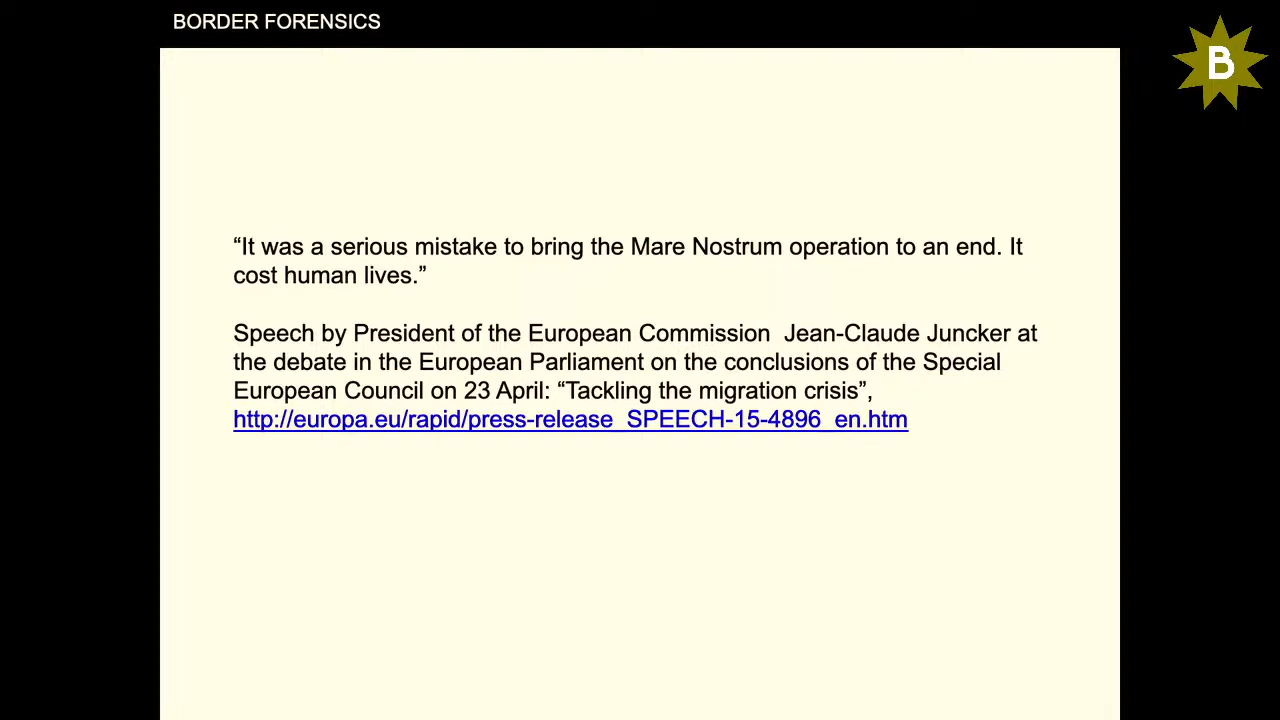 BORDER FORENSICS
B
“It was a serious mistake to bring the Mare Nostrum operation to an end. It
cost human lives.”
Speech by President of the European Commission  Jean-Claude Juncker at
the debate in the European Parliament on the conclusions of the Special
European Council on 23 April: “Tackling the migration crisis”,
http://europa.eu/rapid/press-release_SPEECH-15-4896_en.htm